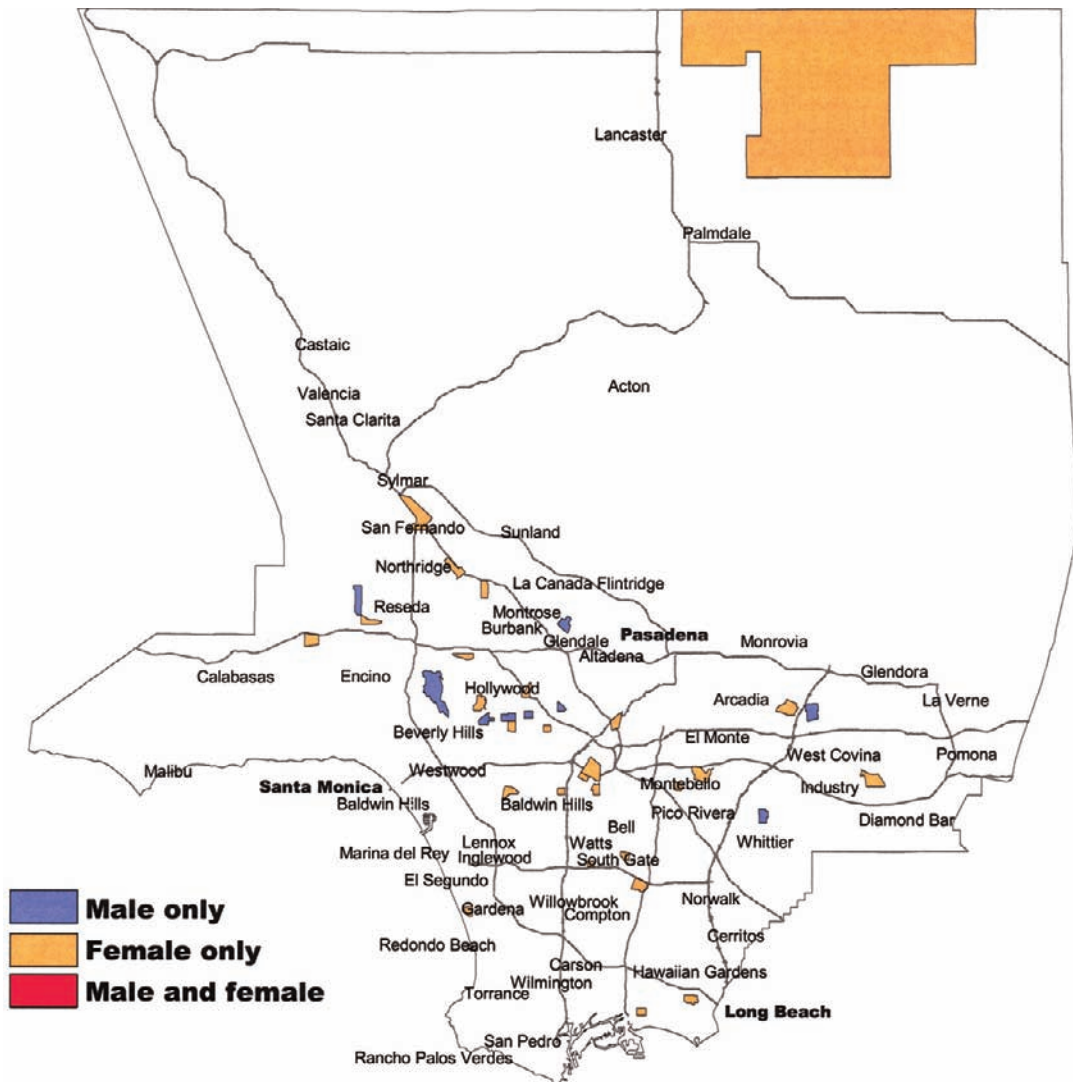 Lancaster
Palmdale
Castaic
Acton
Valencia
Santa Clarita
Sylmar
San Fernando
Sunland
Northridge
La Canada Flintridge
Reseda
Montrose
Burbank
Pasadena
Glendale
Monrovia
Altadena
Glendora
Calabasas
Encino
Hollywood
Arcadia
La Verne
Beverly Hills
El Monte
West Covina
Pomona
Malibu
Westwood
Santa Monica
Montebello
Industry
Baldwin Hills
Baldwin Hills
Pico Rivera
Diamond Bar
Bell
Whittier
Lennox
Watts
Marina del Rey
Inglewood
South Gate
El Segundo
Norwalk
Willowbrook
Gardena
Compton
Male only
Female only
Male and female
Redondo Beach
Cerritos
Carson
Hawaiian Gardens
Wilmington
Torrance
Long Beach
San Pedro
Rancho Palos Verdes